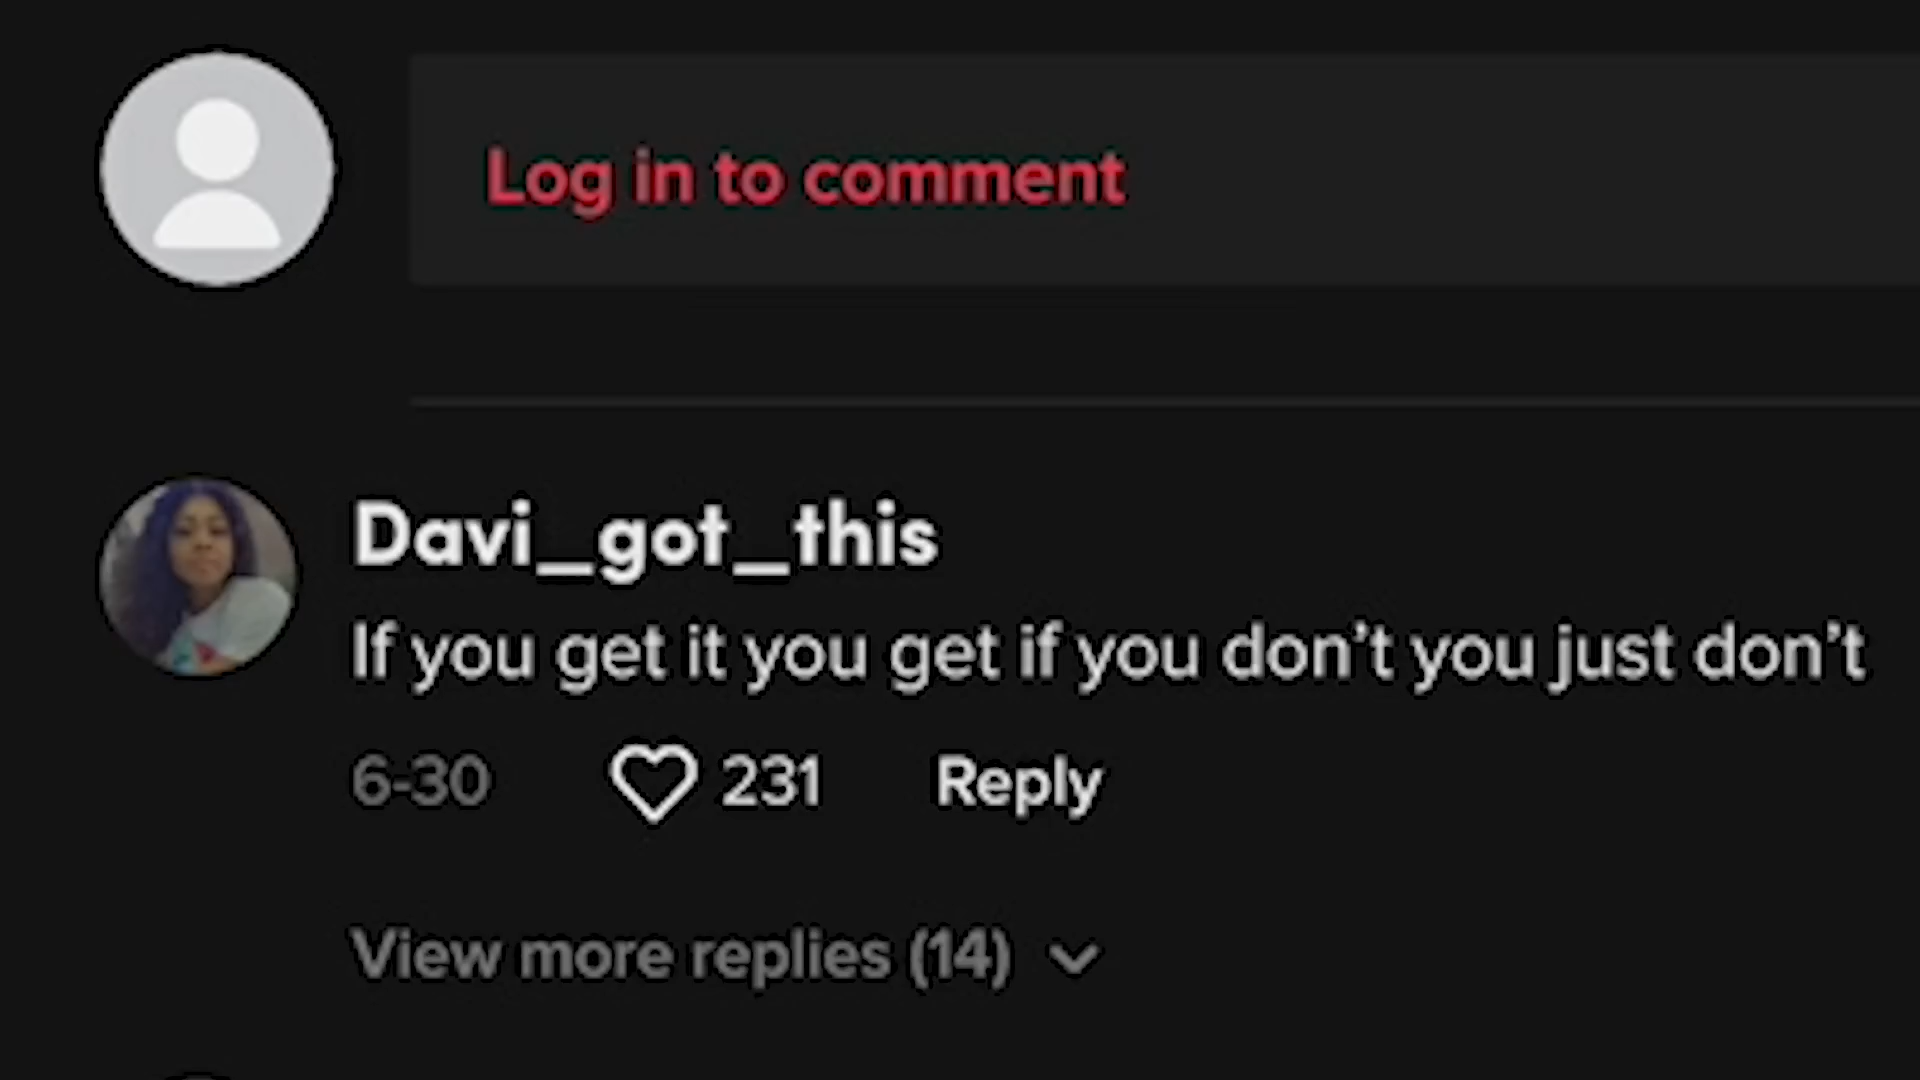 Log in to comment
Davi_got_this
If you get it you get if you don’t you just don’t
6-30 231 Reply
View more replies (14)